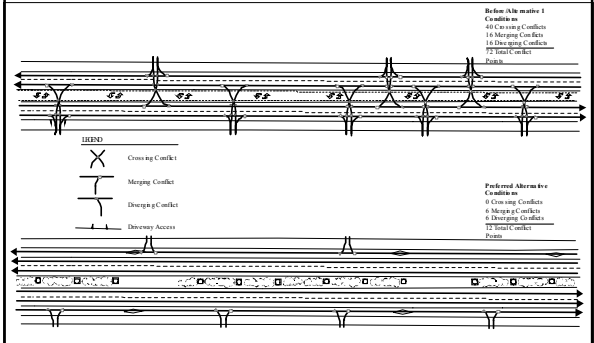 Before/Alternative 1
Conditions
40 Crossing Conflicts
16 Merging Conflicts
16 Diverging Conflicts
72 Total Conflict
Points
LEGEND
Crossing Conflict
Merging Conflict
Diverging Conflict
Driveway Access
Preferred Alternative
Conditions
0 Crossing Conflicts
6 Merging Conflicts
6 Diverging Conflicts
12 Total Conflict
Points